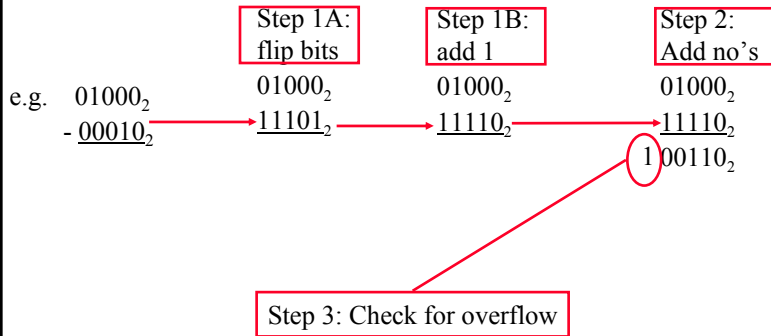 Step 1A:
flip bits
Step 1B:
add 1
Step 2:
Add no’s
e.g. 01000₂
- 00010₂
01000₂
11101₂
01000₂
11110₂
01000₂
11110₂
1 00110₂
Step 3: Check for overflow